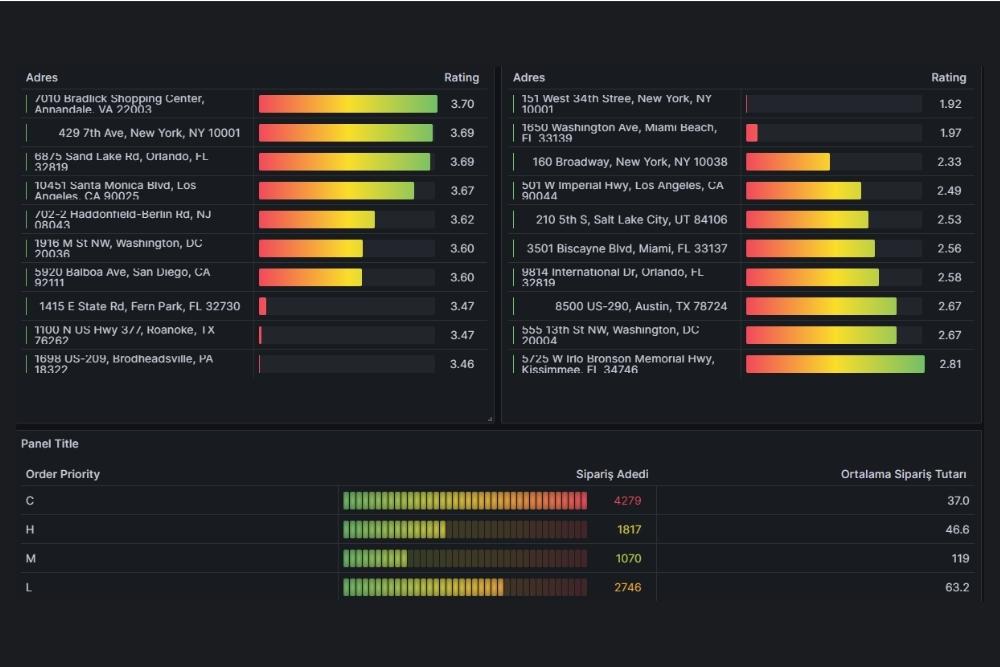 Adres Rating
7010 Bradlick Shopping Center,
Annandale, VA 22003
3.70
429 7th Ave, New York, NY 10001 3.69
6875 Sand Lake Rd, Orlando, FL
32819
3.69
10451 Santa Monica Blvd, Los
Angeles, CA 90025
3.67
702-2 Haddonfield-Berlin Rd, NJ
08043
3.62
1916 M St NW, Washington, DC
20036
3.60
5920 Balboa Ave, San Diego, CA
92111
3.60
1415 E State Rd, Fern Park, FL 32730 3.47
1100 N US Hwy 377, Roanoke, TX
76262
3.47
1698 US-209, Brodheadsville, PA
18322
3.46
Adres Rating
151 West 34th Stree, New York, NY
10001
1.92
1650 Washington Ave, Miami Beach,
FL 33139
1.97
160 Broadway, New York, NY 10038 2.33
501 W Imperial Hwy, Los Angeles, CA
90044
2.49
210 5th S, Salt Lake City, UT 84106 2.53
3501 Biscayne Blvd, Miami, FL 33137 2.56
9814 International Dr, Orlando, FL
32819
2.58
8500 US-290, Austin, TX 78724 2.67
555 13th St NW, Washington, DC
20004
2.67
5725 W Irlo Bronson Memorial Hwy,
Kissimmee, FL 34746
2.81
Panel Title
Order Priority Sipariş Adedi Ortalama Sipariş Tutarı
C 4279 37.0
H 1817 46.6
M 1070 119
L 2746 63.2